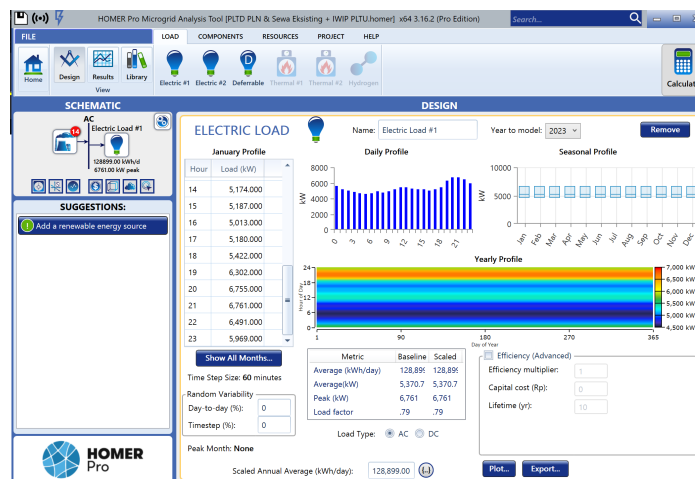 HOMER Pro Microgrid Analysis Tool [PLTD PLN & Sewa Eksisting + IWIP PLTU.homer] x64 3.16.2 (Pro Edition)
Search...
FILE
LOAD COMPONENTS RESOURCES PROJECT HELP
Home
Design Results Library
View
Electric #1 Electric #2 Deferrable Thermal #1 Thermal #2 Hydrogen
D
SCHEMATIC
DESIGN
AC
14
Electric Load #1
128899.00 kWh/d
6761.00 kW peak
SUGGESTIONS:
Add a renewable energy source
HOMER
Pro
ELECTRIC LOAD
Name: Electric Load #1
Year to model: 2023
Remove
January Profile
Hour Load (kW)
14 5,174.000
15 5,187.000
16 5,013.000
17 5,180.000
18 5,422.000
19 6,302.000
20 6,755.000
21 6,761.000
22 6,491.000
23 5,969.000
Show All Months...
Time Step Size: 60 minutes
Random Variability
Day-to-day (%): 0
Timestep (%): 0
Peak Month: None
Daily Profile
kW
8000
6000
4000
2000
0
0 3 6 9 12 15 18 21
Seasonal Profile
kW
10000
5000
0
Jan Feb Mar Apr May Jun Jul Aug Sep Oct Nov Dec
Yearly Profile
Hour of Day
24
18
12
6
0
1 90 180 270 365
Day of Year
7,000 kW
6,500 kW
6,000 kW
5,500 kW
5,000 kW
4,500 kW
Metric Baseline Scaled
Average (kWh/day) 128,899 128,899
Average(kW) 5,370.7 5,370.7
Peak (kW) 6,761 6,761
Load factor .79 .79
Load Type: AC DC
Efficiency (Advanced)
Efficiency multiplier: 1
Capital cost (Rp): 0
Lifetime (yr): 10
Scaled Annual Average (kWh/day): 128,899.00 {..}
Plot... Export...